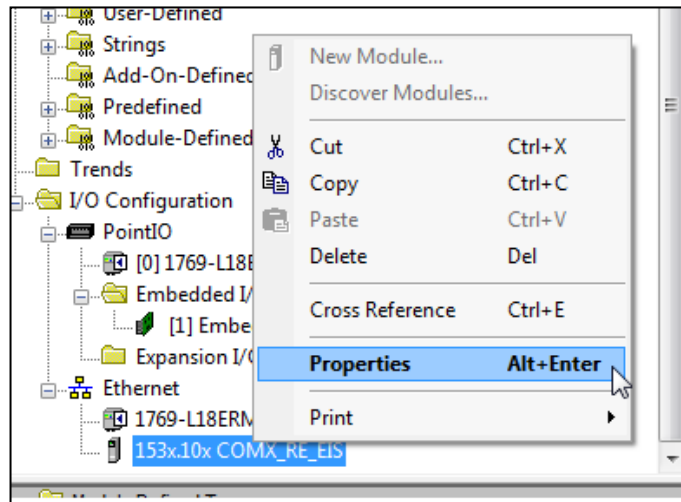 User-Defined
Strings
Add-On-Defined
Predefined
Module-Defined
Trends
I/O Configuration
PointIO
[0] 1769-L18E
Embedded I/
[1] Embe
Expansion I/
Ethernet
1769-L18ERM
153x.10x COMX_RE_EIS
New Module...
Discover Modules...
Cut Ctrl+X
Copy Ctrl+C
Paste Ctrl+V
Delete Del
Cross Reference Ctrl+E
Properties Alt+Enter
Print